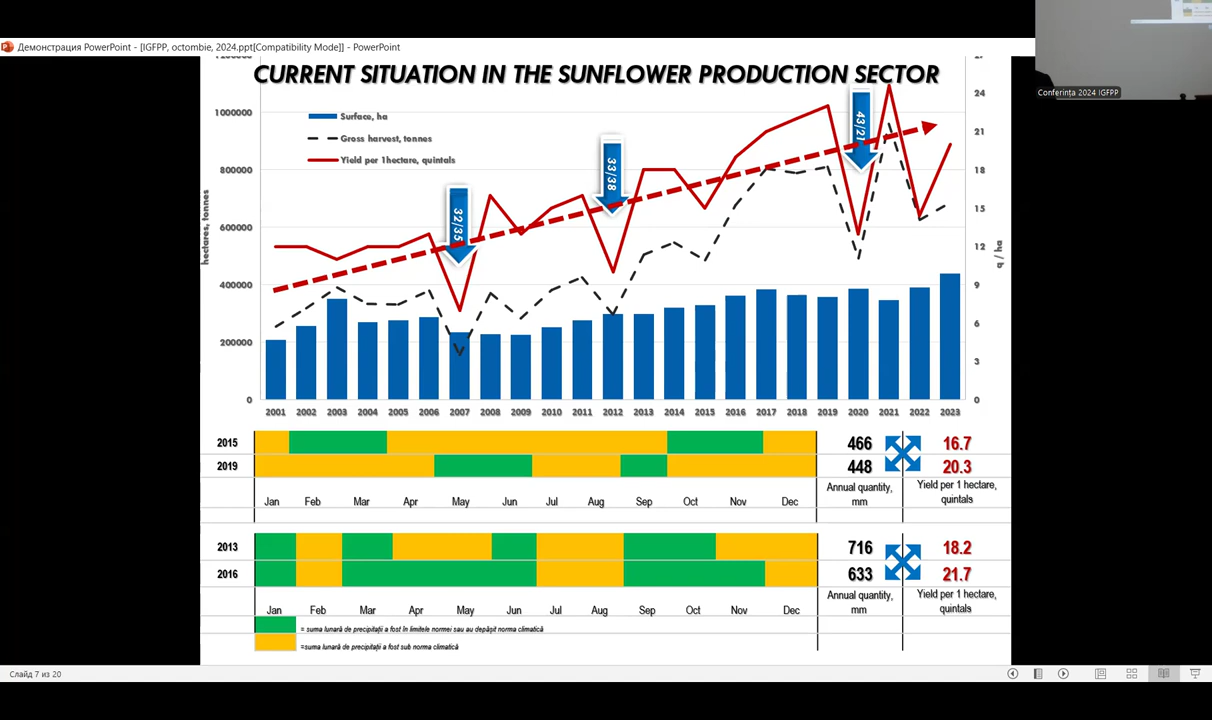 Демонстрация PowerPoint - [IGFPP, octombie, 2024.ppt[Compatibility Mode]] - PowerPoint
Conferința 2024 IGFPP
CURRENT SITUATION IN THE SUNFLOWER PRODUCTION SECTOR
1200000
1000000
800000
600000
400000
200000
0
hectares, tonnes
Surface, ha
Gross harvest, tonnes
Yield per 1hectare, quintals
32/35
33/38
43/21
27
24
21
18
15
12
9
6
3
0
q / ha
2001 2002 2003 2004 2005 2006 2007 2008 2009 2010 2011 2012 2013 2014 2015 2016 2017 2018 2019 2020 2021 2022 2023
2015 466 16.7
2019 448 20.3
Jan Feb Mar Apr May Jun Jul Aug Sep Oct Nov Dec
Annual quantity, mm
Yield per 1 hectare, quintals
2013 716 18.2
2016 633 21.7
Jan Feb Mar Apr May Jun Jul Aug Sep Oct Nov Dec
Annual quantity, mm
Yield per 1 hectare, quintals
= suma lunară de precipitații a fost în limitele normei sau au depășit norma climatică
=suma lunară de precipitații a fost sub norma climatică
Слайд 7 из 20